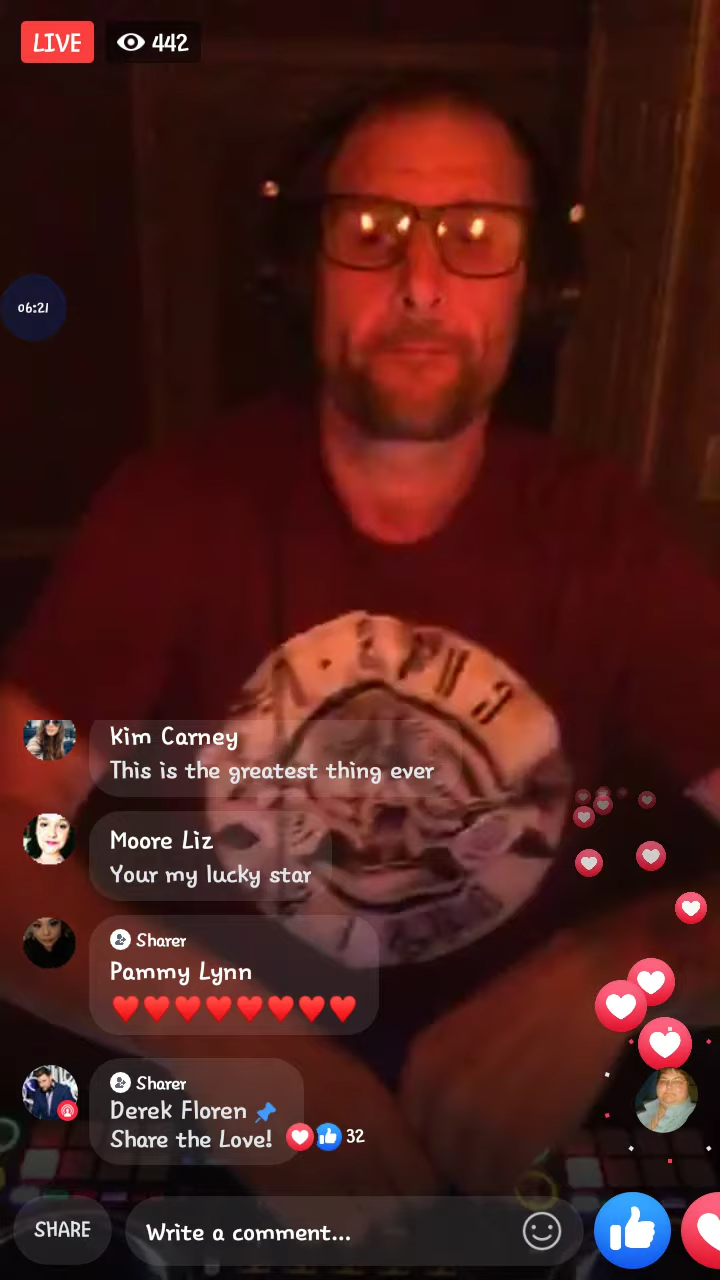 LIVE 442
06:21
Kim Carney
This is the greatest thing ever
Moore Liz
Your my lucky star
Sharer
Pammy Lynn
❤️❤️❤️❤️❤️❤️❤️❤️
Sharer
Derek Floren 📌
Share the Love! 32
SHARE Write a comment...